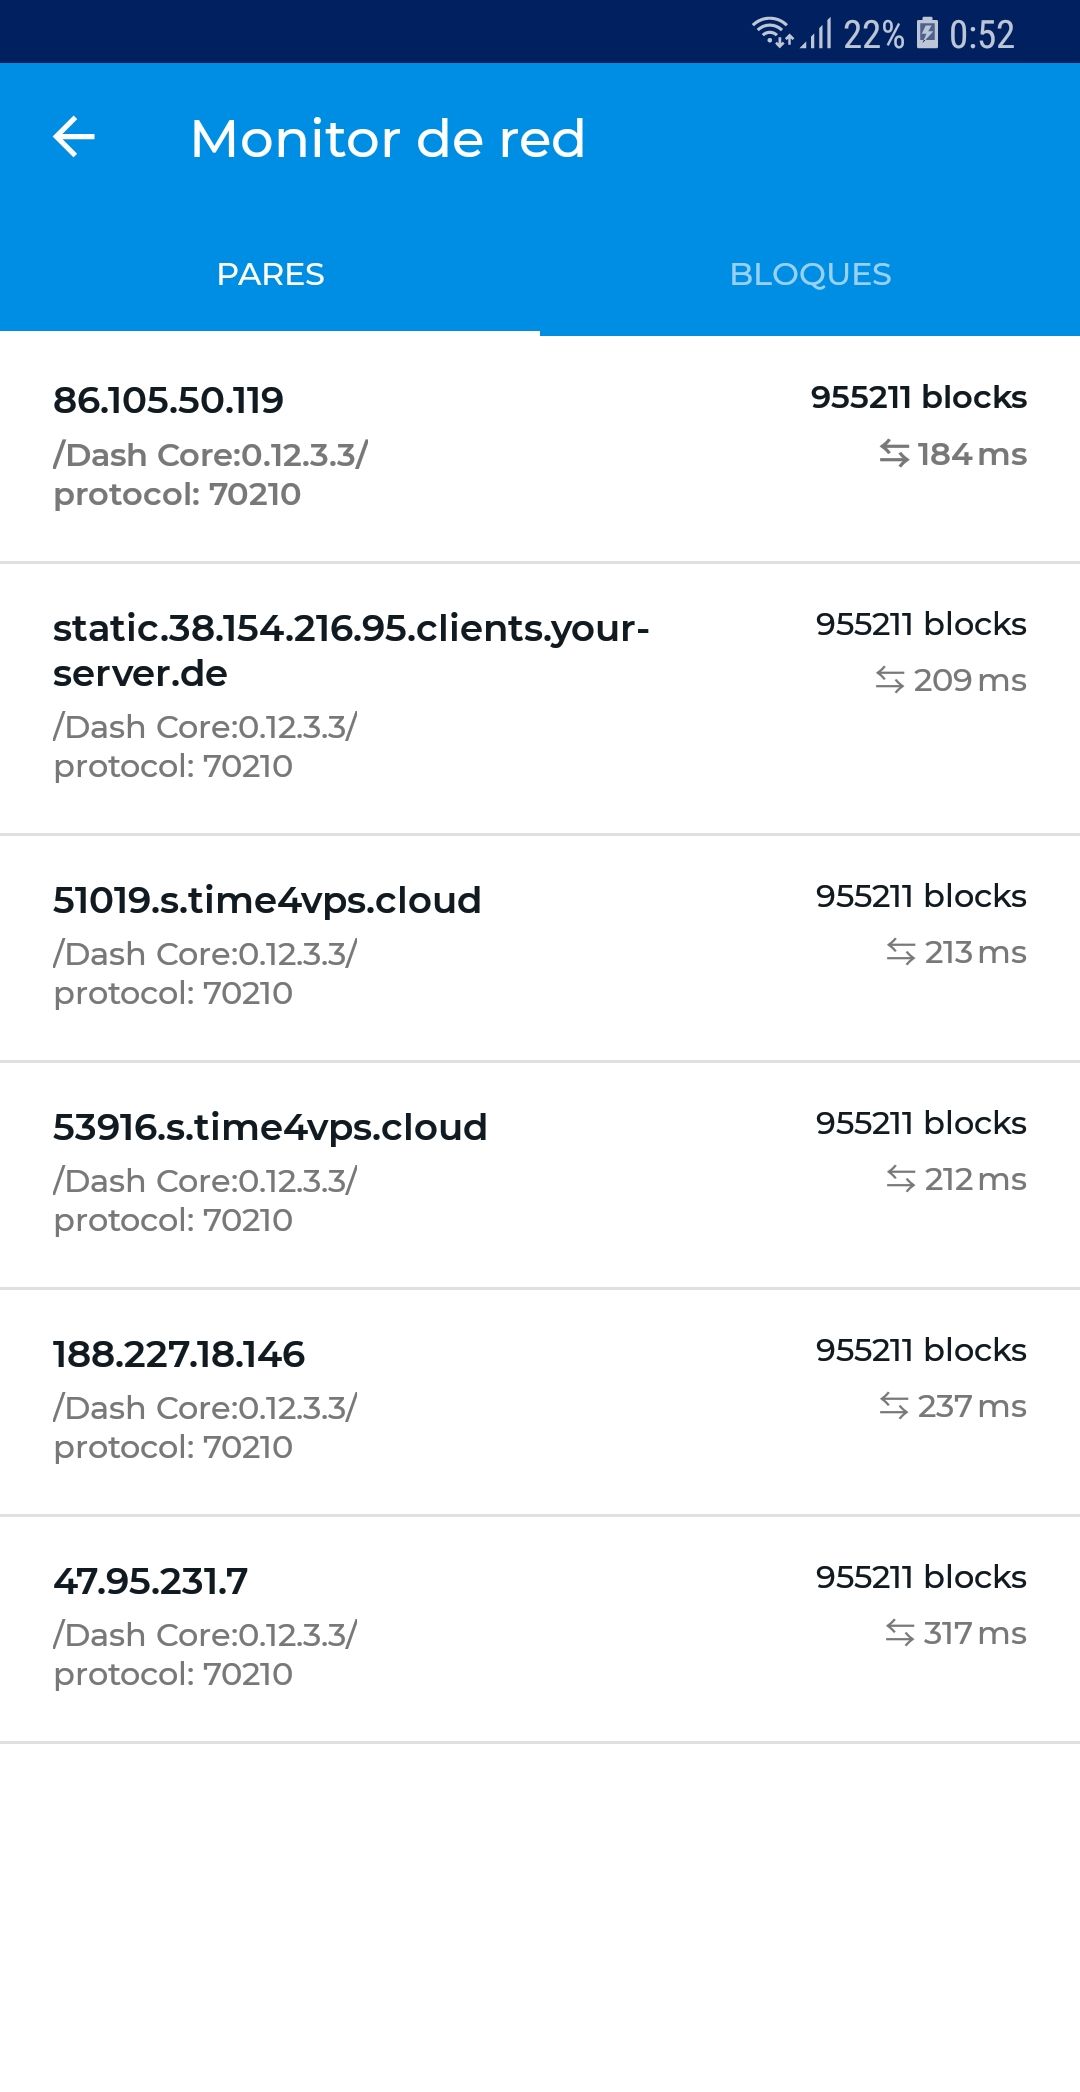 22% 0:52
Monitor de red
PARES BLOQUES
86.105.50.119 955211 blocks
/Dash Core:0.12.3.3/ 184 ms
protocol: 70210
static.38.154.216.95.clients.your- 955211 blocks
server.de 209 ms
/Dash Core:0.12.3.3/
protocol: 70210
51019.s.time4vps.cloud 955211 blocks
/Dash Core:0.12.3.3/ 213 ms
protocol: 70210
53916.s.time4vps.cloud 955211 blocks
/Dash Core:0.12.3.3/ 212 ms
protocol: 70210
188.227.18.146 955211 blocks
/Dash Core:0.12.3.3/ 237 ms
protocol: 70210
47.95.231.7 955211 blocks
/Dash Core:0.12.3.3/ 317 ms
protocol: 70210